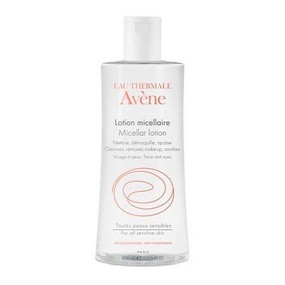 EAU THERMALE
Avène
Lotion micellaire
Micellar lotion
Nettoie, démaquille, apaise
Cleanses, removes make-up, soothes
Visage et yeux - Face and eyes
Toutes peaux sensibles
For all sensitive skin